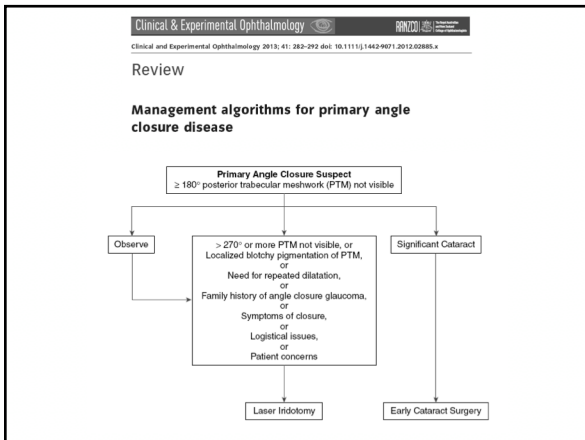 Clinical & Experimental Ophthalmology
RANZCO
Clinical and Experimental Ophthalmology 2013; 41: 282–292 doi: 10.1111/j.1442-9071.2012.02885.x
Review
Management algorithms for primary angle
closure disease
Primary Angle Closure Suspect
≥ 180° posterior trabecular meshwork (PTM) not visible
Observe
> 270° or more PTM not visible, or
Localized blotchy pigmentation of PTM,
or
Need for repeated dilatation,
or
Family history of angle closure glaucoma,
or
Symptoms of closure,
or
Logistical issues,
or
Patient concerns
Significant Cataract
Laser Iridotomy
Early Cataract Surgery